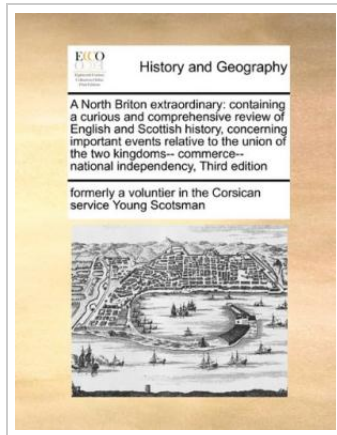 ECCO
History and Geography
A North Briton extraordinary: containing
a curious and comprehensive review of
English and Scottish history, concerning
important events relative to the union of
the two kingdoms-- commerce--
national independency, Third edition
formerly a voluntier in the Corsican
service Young Scotsman